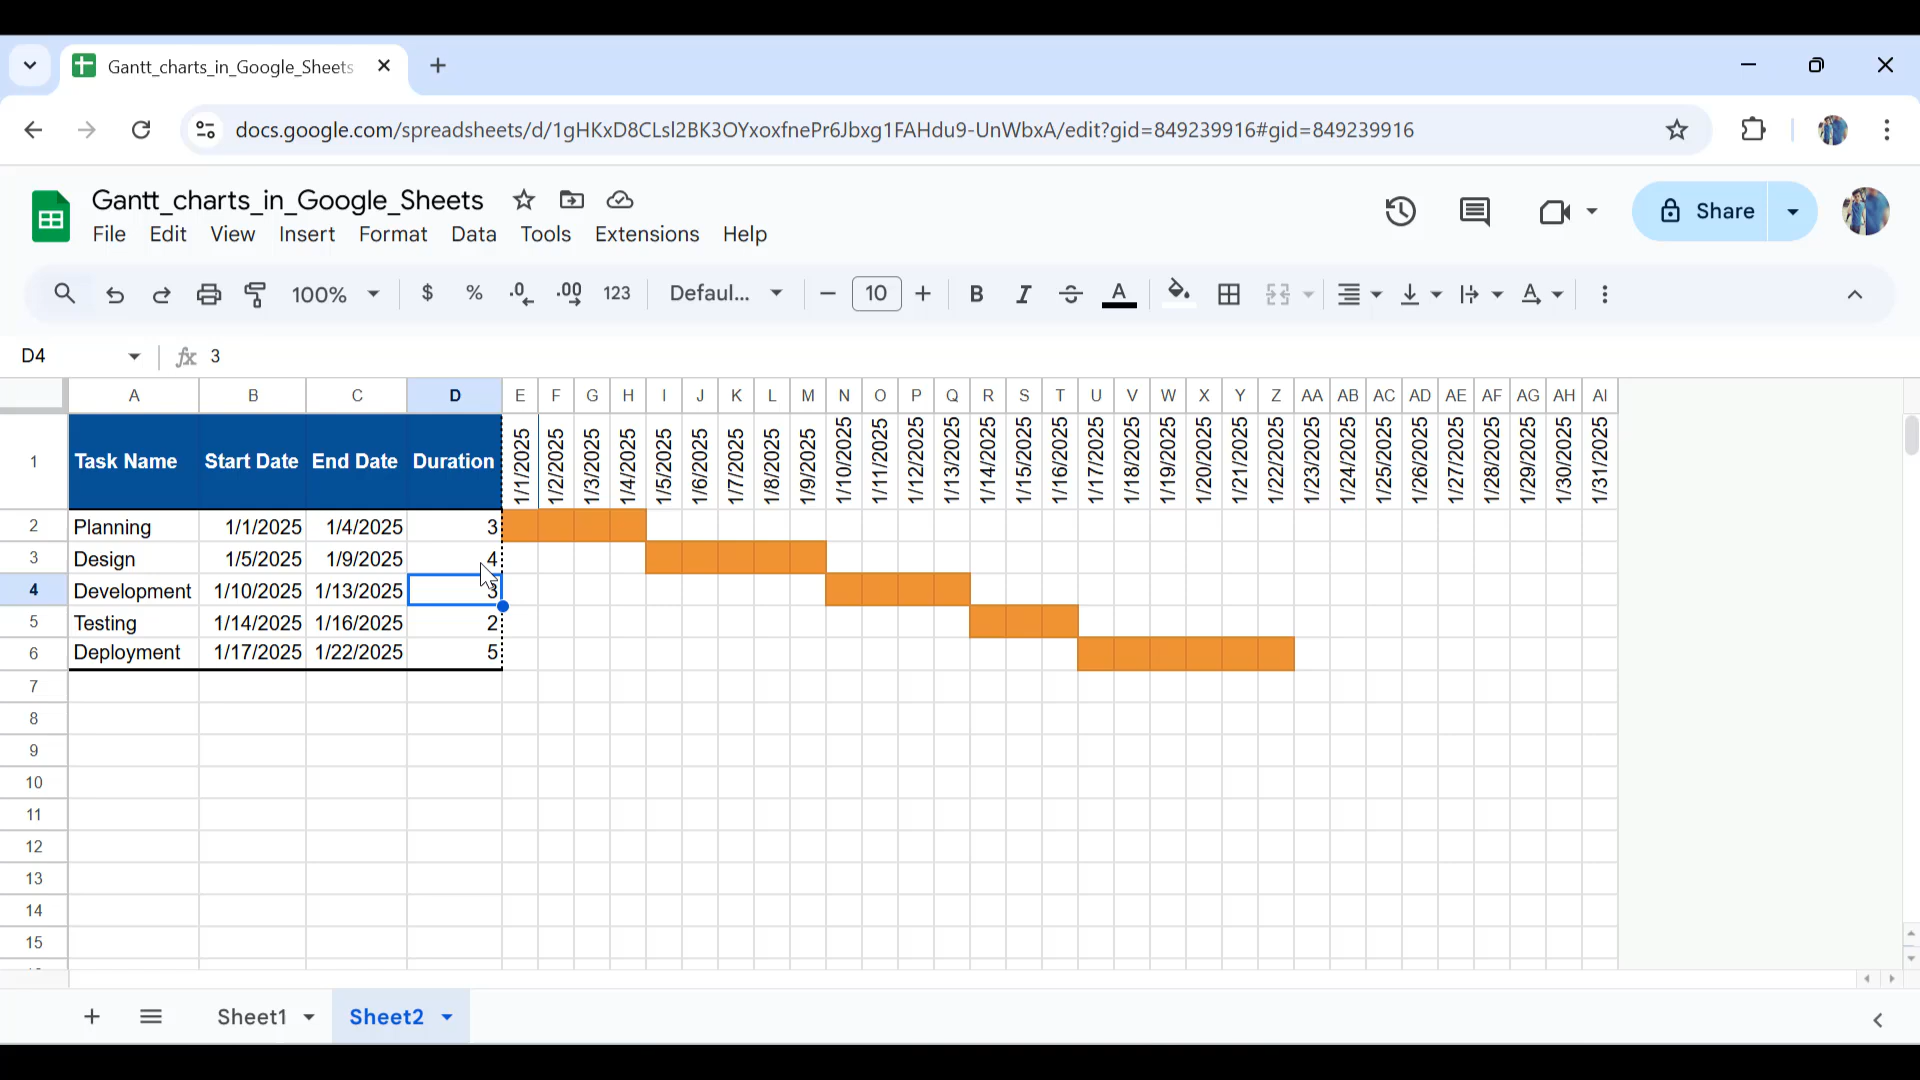 Gantt_charts_in_Google_Sheets
docs.google.com/spreadsheets/d/1gHKxD8CLsl2BK3OYxoxfnePr6Jbxg1FAHdu9-UnWbxA/edit?gid=849239916#gid=849239916
Gantt_charts_in_Google_Sheets
Share
File Edit View Insert Format Data Tools Extensions Help
100% $ % .0 .00 123 Defaul... 10 B I A A
D4 fx 3
A B C D E F G H I J K L M N O P Q R S T U V W X Y Z AA AB AC AD AE AF AG AH AI
1 Task Name Start Date End Date Duration 1/1/2025 1/2/2025 1/3/2025 1/4/2025 1/5/2025 1/6/2025 1/7/2025 1/8/2025 1/9/2025 1/10/2025 1/11/2025 1/12/2025 1/13/2025 1/14/2025 1/15/2025 1/16/2025 1/17/2025 1/18/2025 1/19/2025 1/20/2025 1/21/2025 1/22/2025 1/23/2025 1/24/2025 1/25/2025 1/26/2025 1/27/2025 1/28/2025 1/29/2025 1/30/2025 1/31/2025
2 Planning 1/1/2025 1/4/2025 3
3 Design 1/5/2025 1/9/2025 4
4 Development 1/10/2025 1/13/2025 3
5 Testing 1/14/2025 1/16/2025 2
6 Deployment 1/17/2025 1/22/2025 5
7
8
9
10
11
12
13
14
15
Sheet1 Sheet2